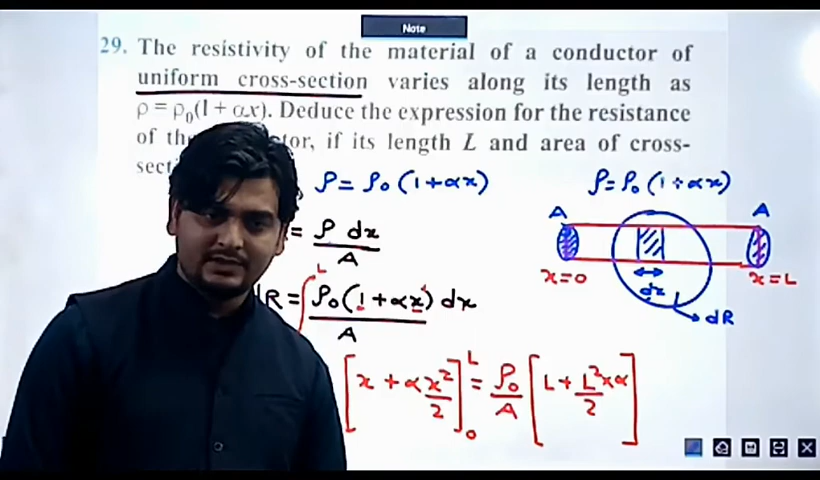 Note
29. The resistivity of the material of a conductor of
uniform cross-section varies along its length as
ρ = ρ₀(1 + αx). Deduce the expression for the resistance
of th tor, if its length L and area of cross-
sect
ρ = ρ₀ (1+αx)
ρ = ρ₀ (1+αx)
A A
= ρ dx / A
x=0 x=L
dx
dR
R = ∫ ρ₀(1+αx) dx / A
L
[x + αx²/2]₀ᴸ = ρ₀/A [L + L²×α/2]